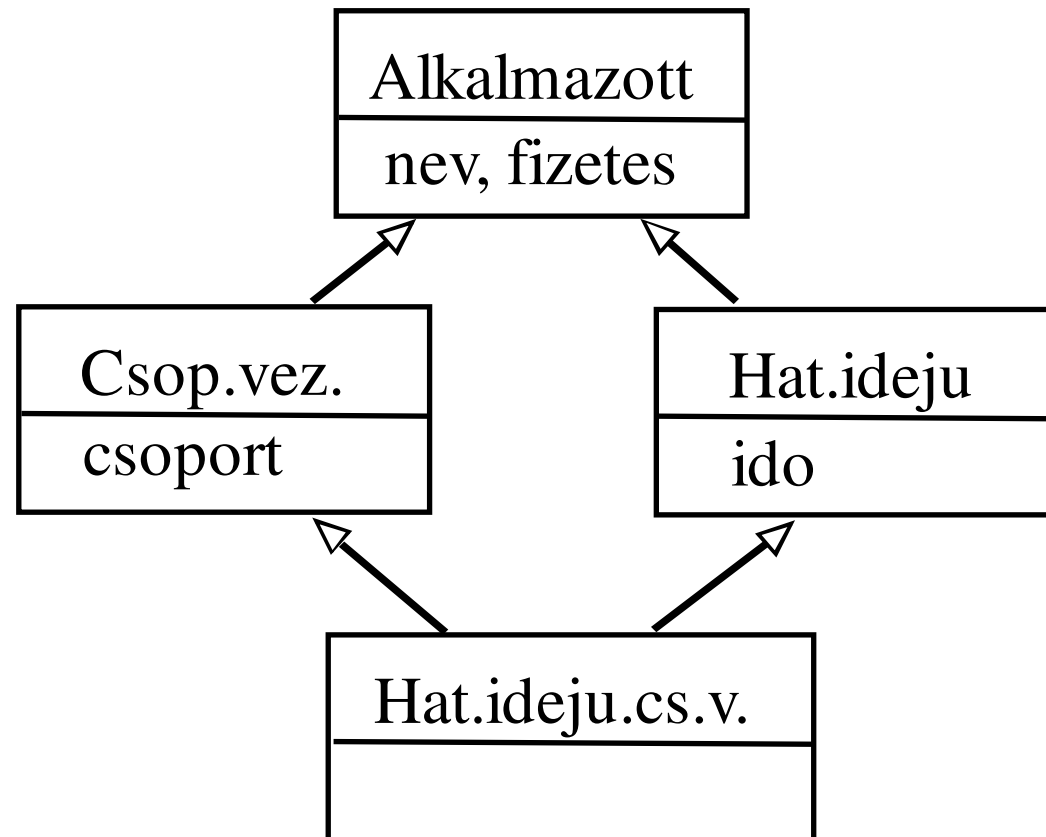 Alkalmazott
nev, fizetes
Csop.vez.
csoport
Hat.ideju
ido
Hat.ideju.cs.v.